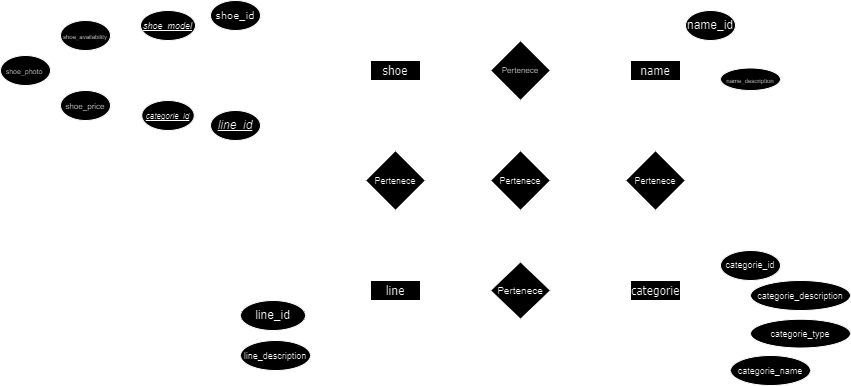 shoe_id
shoe_model
name_id
shoe_availability
shoe_photo
shoe
Pertenece
name
name_description
shoe_price
categorie_id
line_id
Pertenece
Pertenece
Pertenece
categorie_id
line
Pertenece
categorie
categorie_description
line_id
categorie_type
line_description
categorie_name